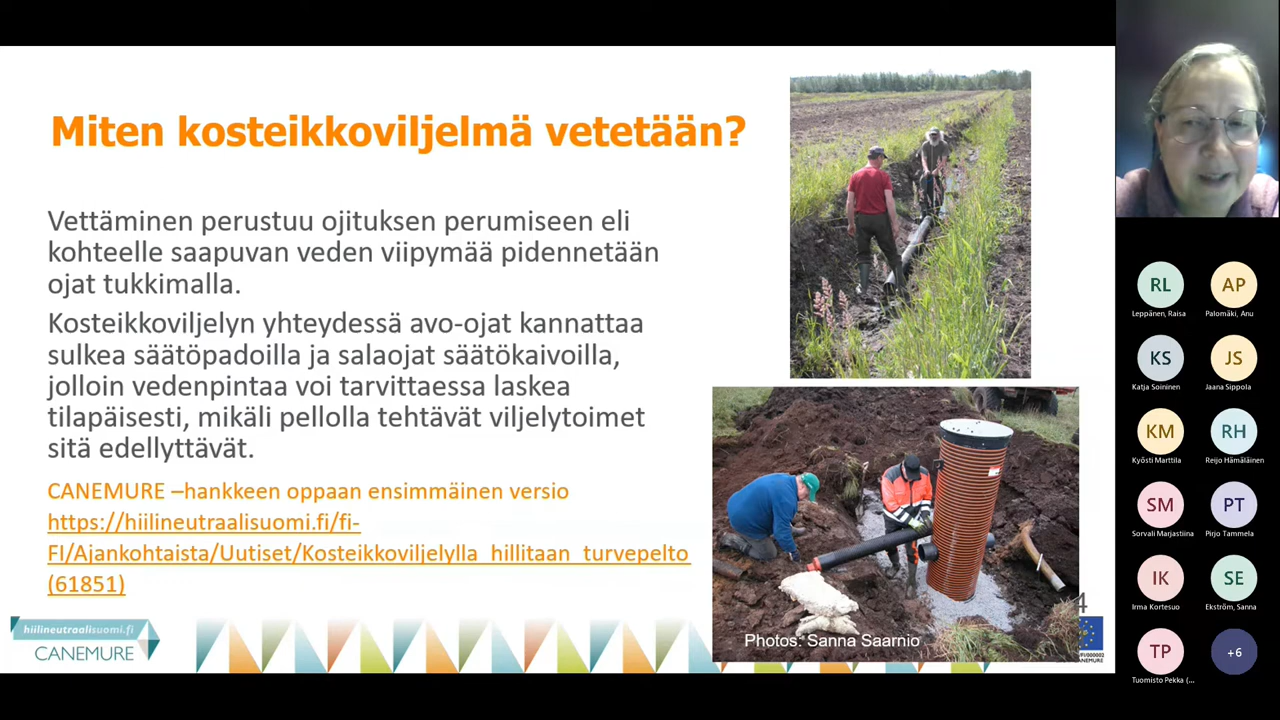 Miten kosteikkoviljelmä vetetään?
Vettäminen perustuu ojituksen perumiseen eli
kohteelle saapuvan veden viipymää pidennetään
ojat tukkimalla.
Kosteikkoviljelyn yhteydessä avo-ojat kannattaa
sulkea säätöpadoilla ja salaojat säätökaivoilla,
jolloin vedenpintaa voi tarvittaessa laskea
tilapäisesti, mikäli pellolla tehtävät viljelytoimet
sitä edellyttävät.
CANEMURE –hankkeen oppaan ensimmäinen versio
https://hiilineutraalisuomi.fi/fi-
FI/Ajankohtaista/Uutiset/Kosteikkoviljelylla_hillitaan_turvepelto
(61851)
hiilineutraalisuomi.fi
CANEMURE
Photos: Sanna Saarnio
4
RL
Leppänen, Raisa
AP
Palomäki, Anu
KS
Katja Soininen
JS
Jaana Sippola
KM
Kyösti Marttila
RH
Reijo Hämäläinen
SM
Sorvali Marjastiina
PT
Pirjo Tammela
IK
Irma Kortesuo
SE
Ekström, Sanna
TP
Tuomisto Pekka (...
+6